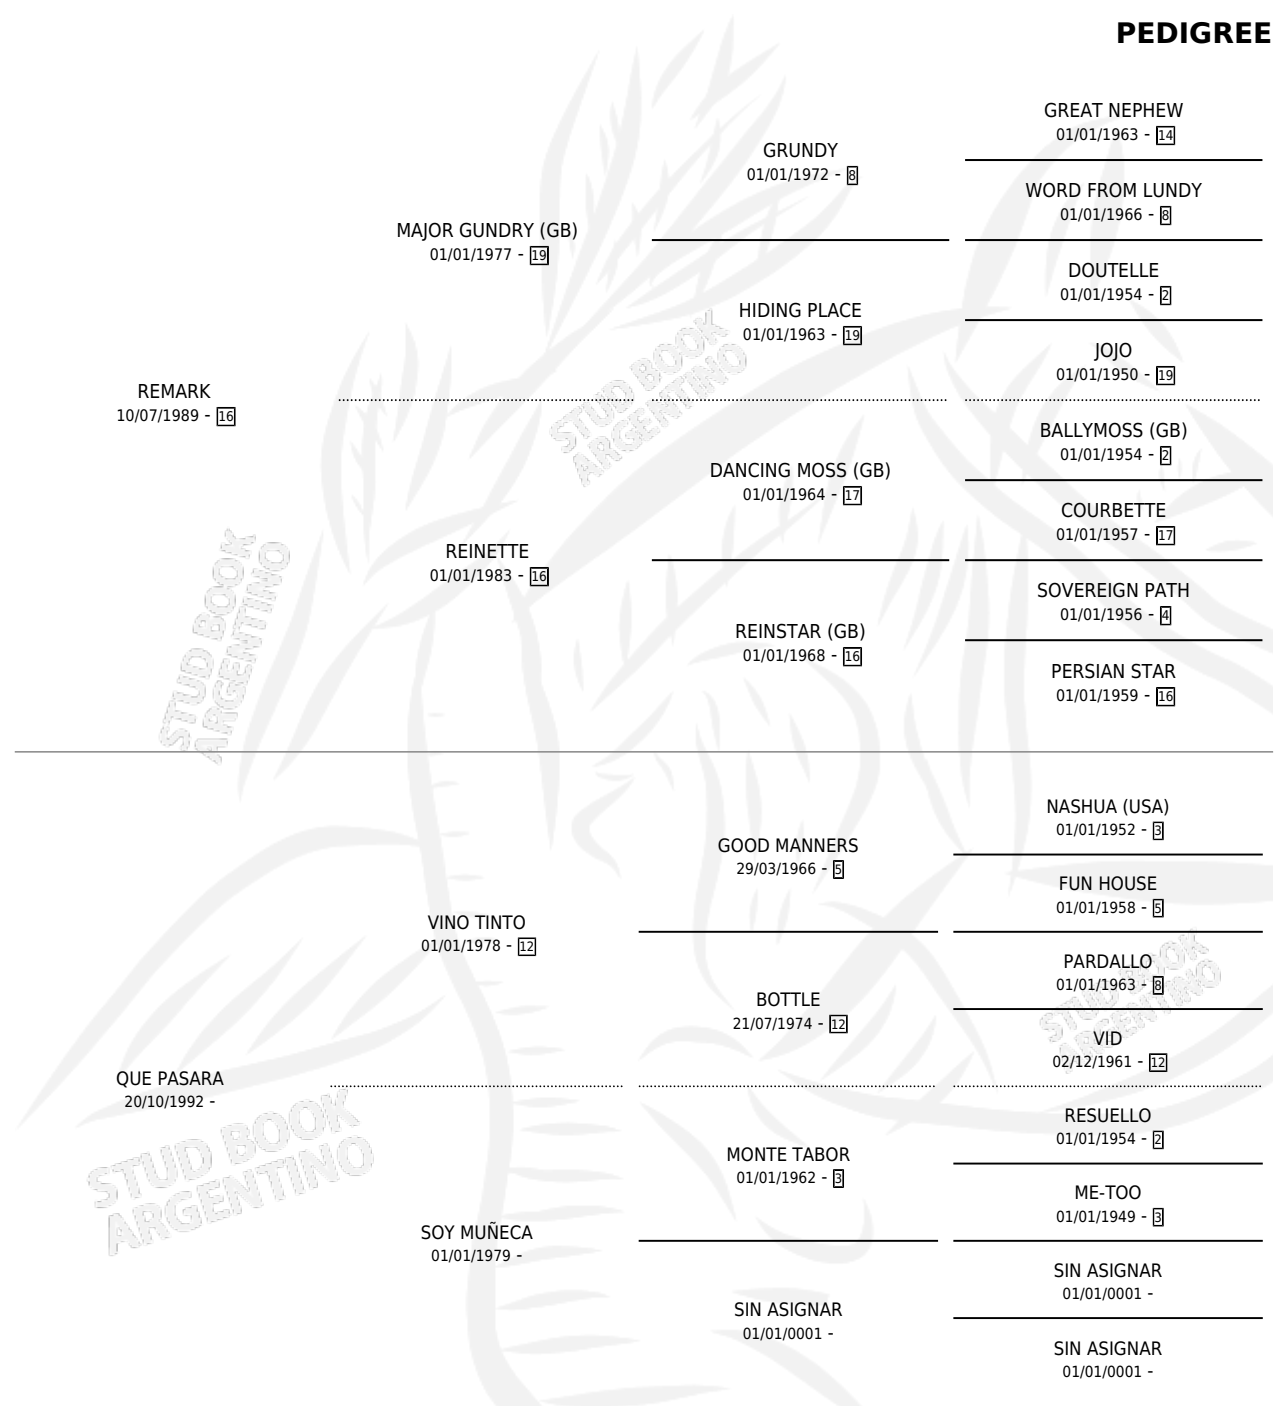 PEDIGREE
GREAT NEPHEW
01/01/1963 - 14
GRUNDY
01/01/1972 - 8
WORD FROM LUNDY
01/01/1966 - 8
MAJOR GUNDRY (GB)
01/01/1977 - 19
DOUTELLE
01/01/1954 - 2
HIDING PLACE
01/01/1963 - 19
JOJO
01/01/1950 - 19
REMARK
10/07/1989 - 16
BALLYMOSS (GB)
01/01/1954 - 2
DANCING MOSS (GB)
01/01/1964 - 17
COURBETTE
01/01/1957 - 17
REINETTE
01/01/1983 - 16
SOVEREIGN PATH
01/01/1956 - 4
REINSTAR (GB)
01/01/1968 - 16
PERSIAN STAR
01/01/1959 - 16
NASHUA (USA)
01/01/1952 - 3
GOOD MANNERS
29/03/1966 - 5
FUN HOUSE
01/01/1958 - 5
VINO TINTO
01/01/1978 - 12
PARDALLO
01/01/1963 - 8
BOTTLE
21/07/1974 - 12
VID
02/12/1961 - 12
QUE PASARA
20/10/1992 -
RESUELLO
01/01/1954 - 2
MONTE TABOR
01/01/1962 - 3
ME-TOO
01/01/1949 - 3
SOY MUÑECA
01/01/1979 -
SIN ASIGNAR
01/01/0001 -
SIN ASIGNAR
01/01/0001 -
SIN ASIGNAR
01/01/0001 -
STUD BOOK
ARGENTINO
STUD BOOK
ARGENTINO
STUD BOOK
ARGENTINO
STUD BOOK
ARGENTINO